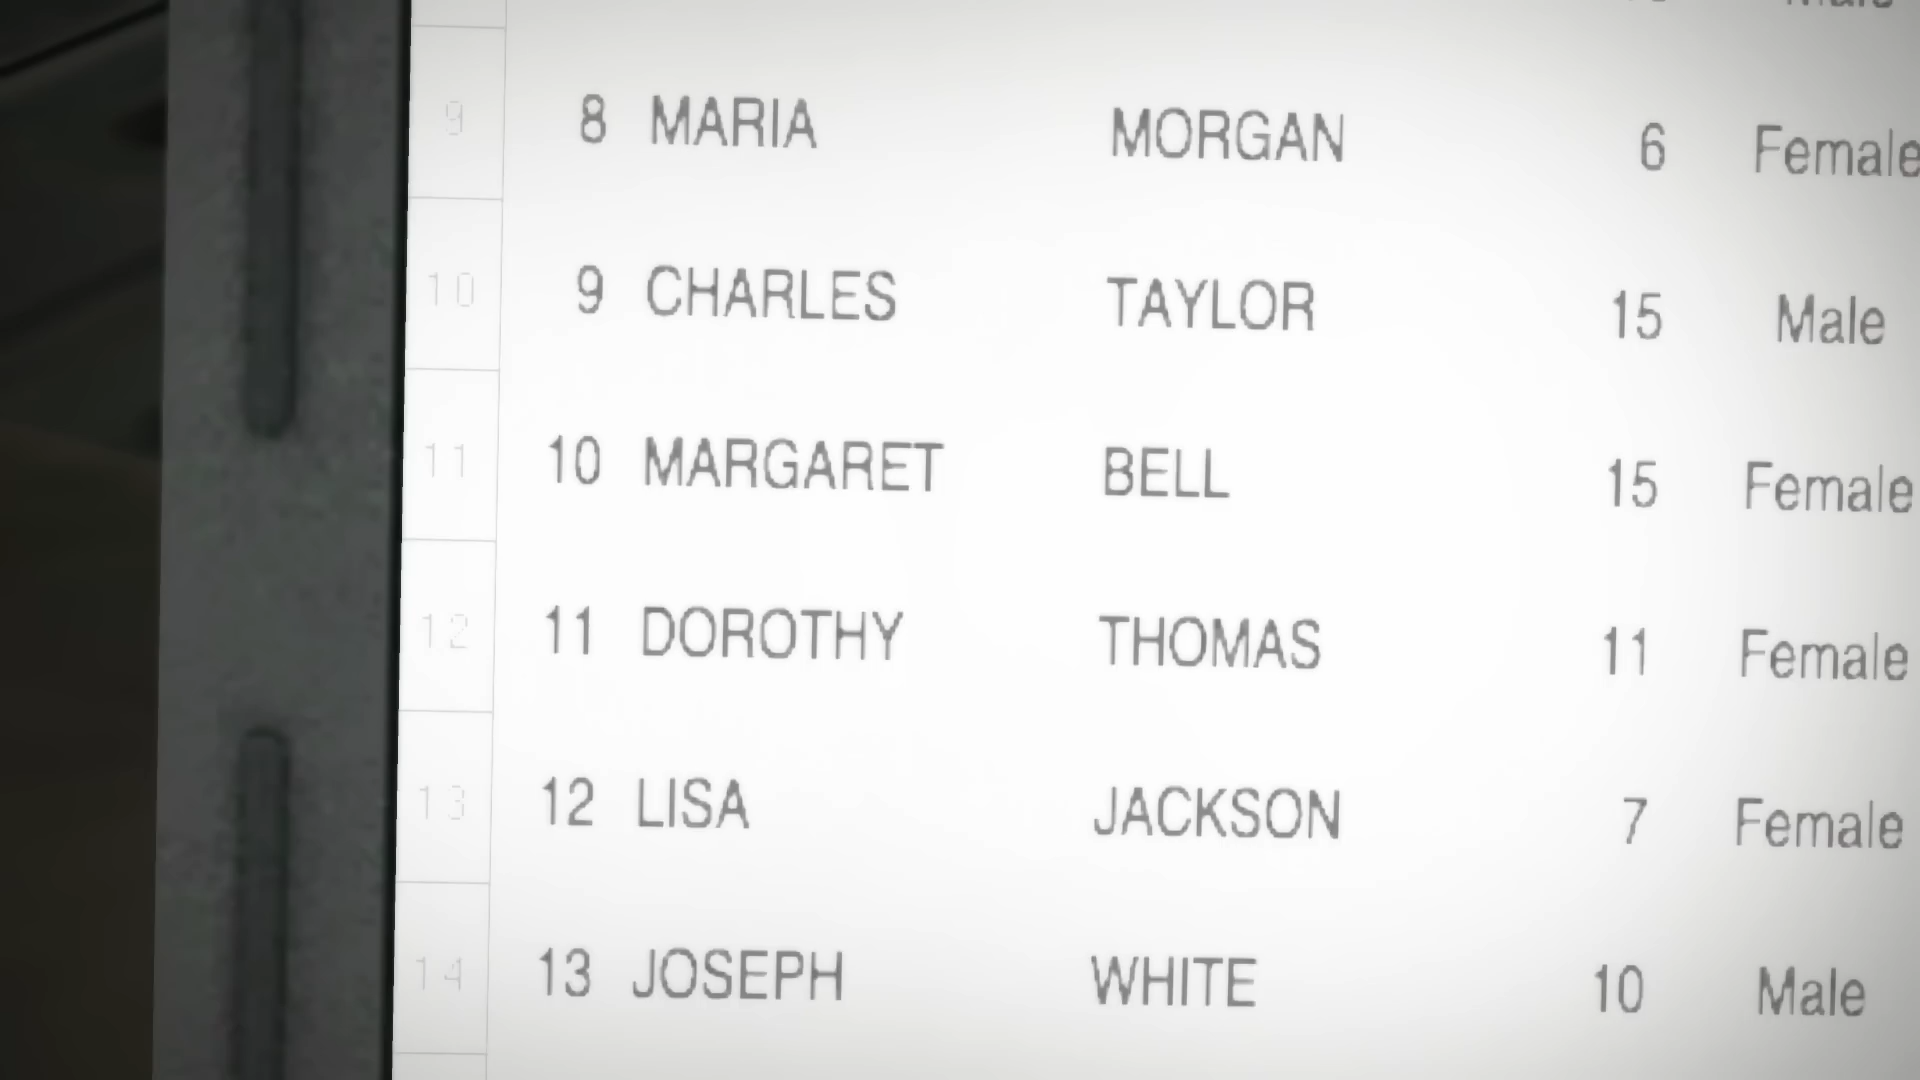 9 8 MARIA MORGAN 6 Female
10 9 CHARLES TAYLOR 15 Male
11 10 MARGARET BELL 15 Female
12 11 DOROTHY THOMAS 11 Female
13 12 LISA JACKSON 7 Female
14 13 JOSEPH WHITE 10 Male